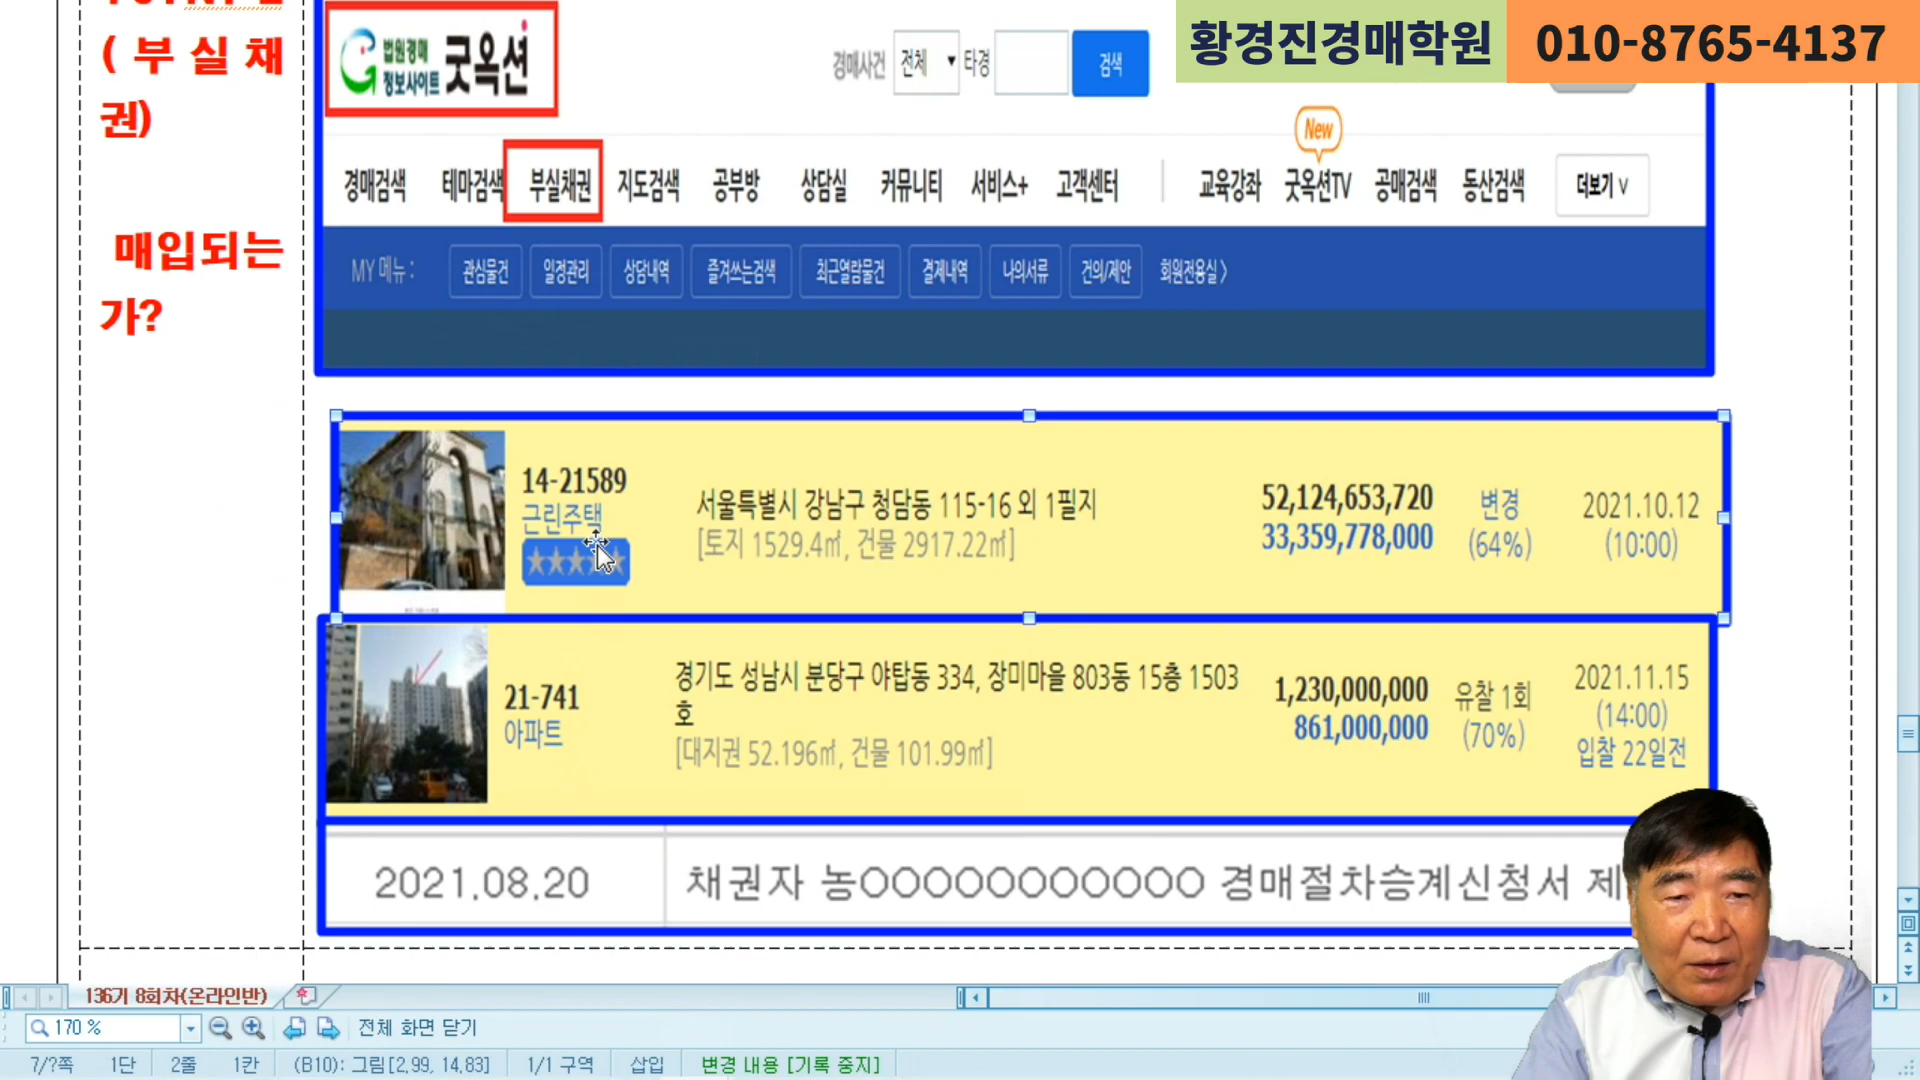 황경진경매학원 010-8765-4137
(부실채
권)
매입되는
가?
법원경매
정보사이트 굿옥션
경매사건 전체 타경 검색
New
경매검색 테마검색 부실채권 지도검색 공부방 상담실 커뮤니티 서비스+ 고객센터 교육강좌 굿옥션TV 공매검색 동산검색 더보기 ∨
MY 메뉴 : 관심물건 일정관리 상담내역 즐겨쓰는검색 최근열람물건 결제내역 나의서류 건의/제안 회원전용실 >
14-21589
근린주택
★★★★★
서울특별시 강남구 청담동 115-16 외 1필지
[토지 1529.4㎡, 건물 2917.22㎡]
52,124,653,720
33,359,778,000
변경
(64%)
2021.10.12
(10:00)
21-741
아파트
경기도 성남시 분당구 야탑동 334, 장미마을 803동 15층 1503
호
[대지권 52.196㎡, 건물 101.99㎡]
1,230,000,000
861,000,000
유찰 1회
(70%)
2021.11.15
(14:00)
입찰 22일전
2021.08.20 채권자 농OOOOOOOOOOO 경매절차승계신청서 제
136기 8회차(온라인반)
170 % 전체 화면 닫기
7/?쪽 1단 2줄 1칸 (B10): 그림[2.99, 14.83] 1/1 구역 삽입 변경 내용 [기록 중지]